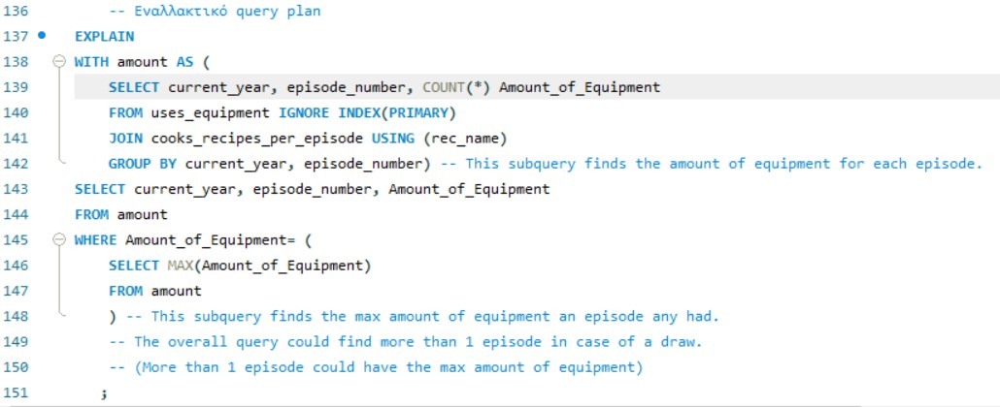 136 -- Εναλλακτικό query plan
137 EXPLAIN
138 WITH amount AS (
139 SELECT current_year, episode_number, COUNT(*) Amount_of_Equipment
140 FROM uses_equipment IGNORE INDEX(PRIMARY)
141 JOIN cooks_recipes_per_episode USING (rec_name)
142 GROUP BY current_year, episode_number) -- This subquery finds the amount of equipment for each episode.
143 SELECT current_year, episode_number, Amount_of_Equipment
144 FROM amount
145 WHERE Amount_of_Equipment= (
146 SELECT MAX(Amount_of_Equipment)
147 FROM amount
148 ) -- This subquery finds the max amount of equipment an episode any had.
149 -- The overall query could find more than 1 episode in case of a draw.
150 -- (More than 1 episode could have the max amount of equipment)
151 ;